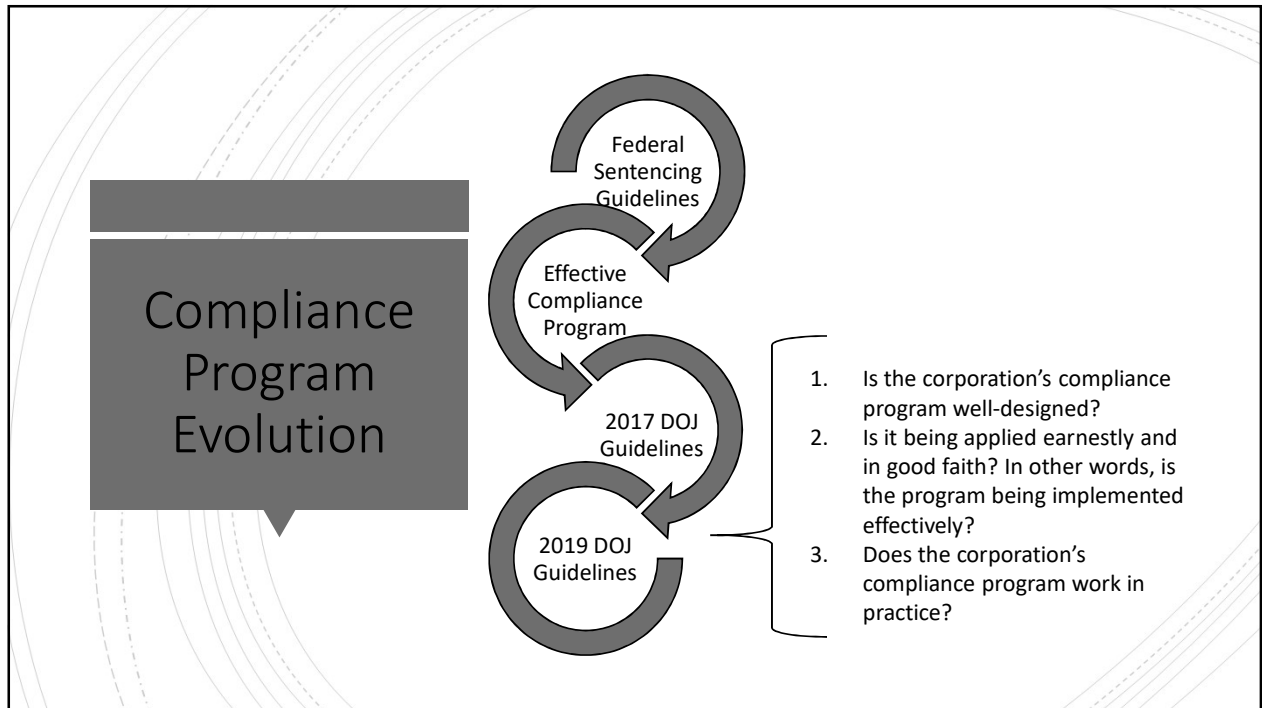 Compliance
Program
Evolution
Federal
Sentencing
Guidelines
Effective
Compliance
Program
2017 DOJ
Guidelines
2019 DOJ
Guidelines
1. Is the corporation’s compliance
program well-designed?
2. Is it being applied earnestly and
in good faith? In other words, is
the program being implemented
effectively?
3. Does the corporation’s
compliance program work in
practice?